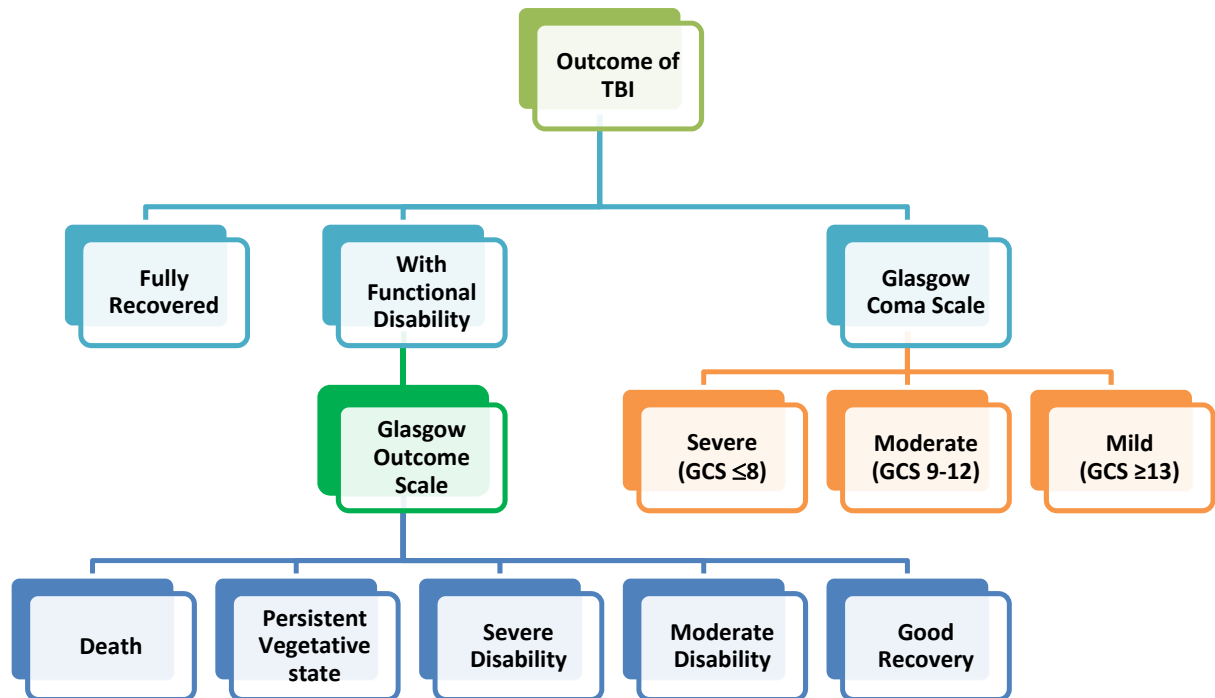 Outcome of
TBI
Fully
Recovered
With
Functional
Disability
Glasgow
Coma Scale
Glasgow
Outcome
Scale
Severe
(GCS ≤8)
Moderate
(GCS 9-12)
Mild
(GCS ≥13)
Death
Persistent
Vegetative
state
Severe
Disability
Moderate
Disability
Good
Recovery